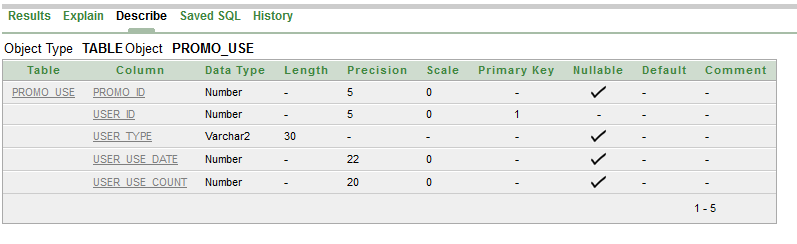 Results Explain Describe Saved SQL History
Object Type TABLE Object PROMO_USE
Table Column Data Type Length Precision Scale Primary Key Nullable Default Comment
PROMO_USE PROMO_ID Number - 5 0 - ✓ - -
USER_ID Number - 5 0 1 - - -
USER_TYPE Varchar2 30 - - - ✓ - -
USER_USE_DATE Number - 22 0 - ✓ - -
USER_USE_COUNT Number - 20 0 - ✓ - -
1 - 5